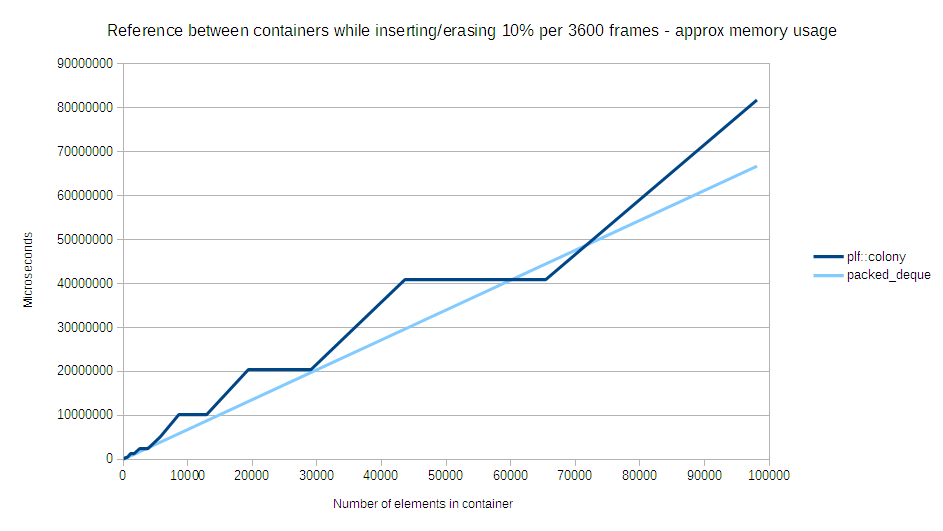 Reference between containers while inserting/erasing 10% per 3600 frames - approx memory usage
90000000
80000000
70000000
60000000
50000000
40000000
30000000
20000000
10000000
0
Microseconds
0 10000 20000 30000 40000 50000 60000 70000 80000 90000 100000
Number of elements in container
plf::colony
packed_deque